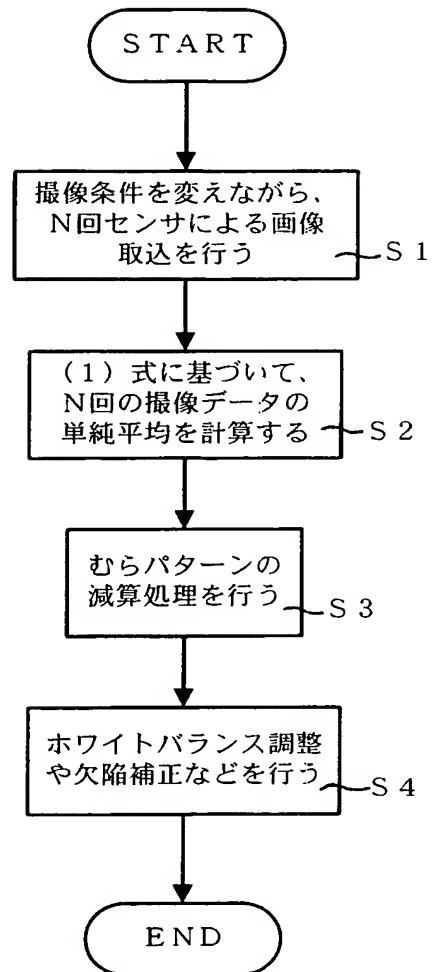 START
撮像条件を変えながら、
N回センサによる画像
取込を行う
S1
(1)式に基づいて、
N回の撮像データの
単純平均を計算する
S2
むらパターンの
減算処理を行う
S3
ホワイトバランス調整
や欠陥補正などを行う
S4
END